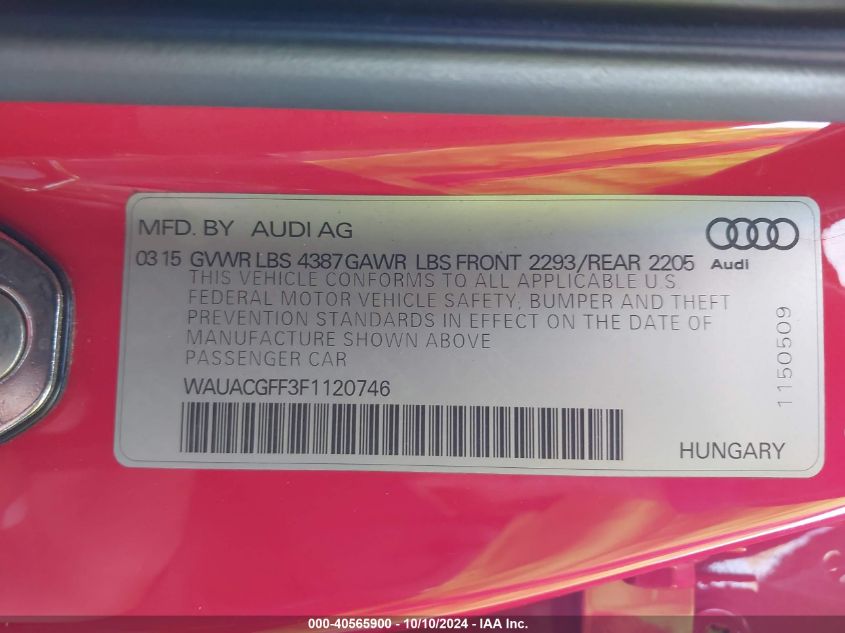 MFD. BY AUDI AG
03 15 GVWR LBS 4387 GAWR LBS FRONT 2293/REAR 2205
Audi
THIS VEHICLE CONFORMS TO ALL APPLICABLE U.S
FEDERAL MOTOR VEHICLE SAFETY, BUMPER AND THEFT
PREVENTION STANDARDS IN EFFECT ON THE DATE OF
MANUFACTURE SHOWN ABOVE
PASSENGER CAR
WAUACGFF3F1120746
1150509
HUNGARY
000-40565900 - 10/10/2024 - IAA Inc.